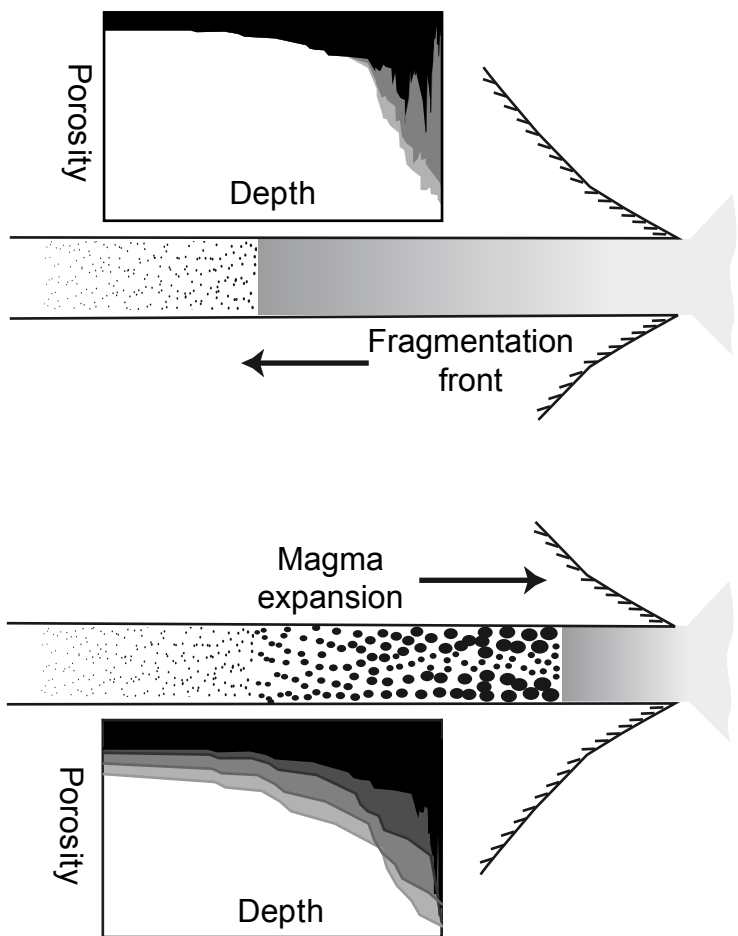 Porosity
Depth
Fragmentation
front
Magma
expansion
Porosity
Depth